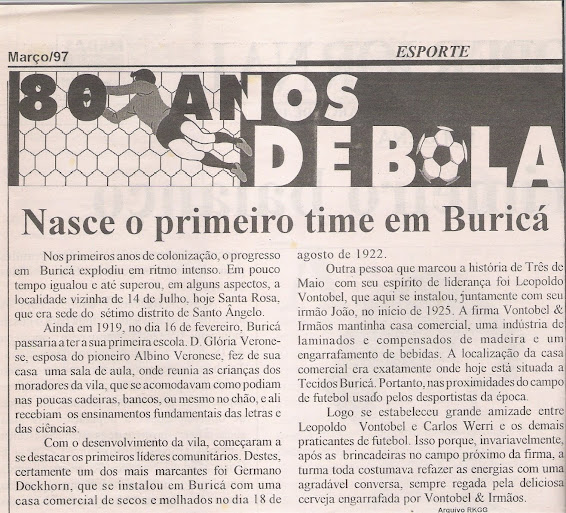 Março/97
ESPORTE
80 ANOS
DE BOLA
Nasce o primeiro time em Buricá
Nos primeiros anos de colonização, o progresso
em Buricá explodiu em ritmo intenso. Em pouco
tempo igualou e até superou, em alguns aspectos, a
localidade vizinha de 14 de Julho, hoje Santa Rosa,
que era sede do sétimo distrito de Santo Ângelo.
Ainda em 1919, no dia 16 de fevereiro, Buricá
passaria a ter a sua primeira escola. D. Glória Verone-
se, esposa do pioneiro Albino Veronese, fez de sua
casa uma sala de aula, onde reunia as crianças dos
moradores da vila, que se acomodavam como podiam
nas poucas cadeiras, bancos, ou mesmo no chão, e ali
recebiam os ensinamentos fundamentais das letras e
das ciências.
Com o desenvolvimento da vila, começaram a
se destacar os primeiros líderes comunitários. Destes,
certamente um dos mais marcantes foi Germano
Dockhorn, que se instalou em Buricá com uma
casa comercial de secos e molhados no dia 18 de
agosto de 1922.
Outra pessoa que marcou a história de Três de
Maio com seu espírito de liderança foi Leopoldo
Vontobel, que aqui se instalou, juntamente com seu
irmão João, no início de 1925. A firma Vontobel &
Irmãos mantinha casa comercial, uma indústria de
laminados e compensados de madeira e um
engarrafamento de bebidas. A localização da casa
comercial era exatamente onde hoje está situada a
Tecidos Buricá. Portanto, nas proximidades do campo
de futebol usado pelos desportistas da época.
Logo se estabeleceu grande amizade entre
Leopoldo Vontobel e Carlos Werri e os demais
praticantes de futebol. Isso porque, invariavelmente,
após as brincadeiras no campo próximo da firma, a
turma toda costumava refazer as energias com uma
agradável conversa, sempre regada pela deliciosa
cerveja engarrafada por Vontobel & Irmãos.
Arquivo RKGG